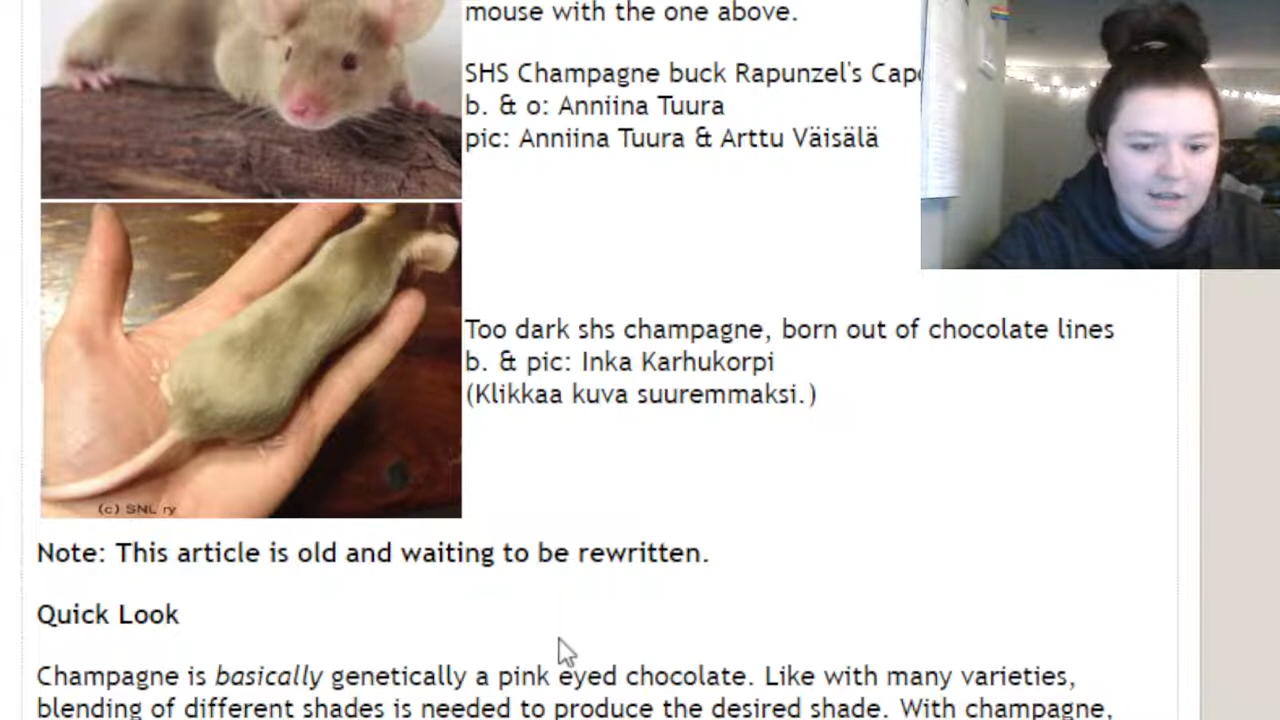 mouse with the one above.
SHS Champagne buck Rapunzel's
b. & o: Anniina Tuura
pic: Anniina Tuura & Arttu Väisälä
Too dark shs champagne, born out of chocolate lines
b. & pic: Inka Karhukorpi
(Klikkaa kuva suuremmaksi.)
(c) SNL ry
Note: This article is old and waiting to be rewritten.
Quick Look
Champagne is basically genetically a pink eyed chocolate. Like with many varieties,
blending of different shades is needed to produce the desired shade. With champagne,